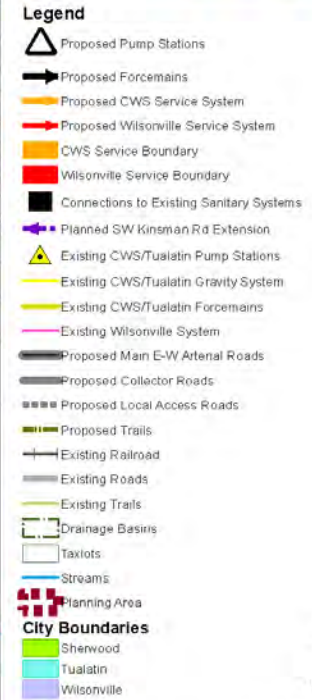 Legend
Proposed Pump Stations
Proposed Forcemains
Proposed CWS Service System
Proposed Wilsonville Service System
CWS Service Boundary
Wilsonville Service Boundary
Connections to Existing Sanitary Systems
Planned SW Kinsman Rd Extension
Existing CWS/Tualatin Pump Stations
Existing CWS/Tualatin Gravity System
Existing CWS/Tualatin Forcemains
Existing Wilsonville System
Proposed Main E-W Arterial Roads
Proposed Collector Roads
Proposed Local Access Roads
Proposed Trails
Existing Railroad
Existing Roads
Existing Trails
Drainage Basins
Taxlots
Streams
Planning Area
City Boundaries
Sherwood
Tualatin
Wilsonville